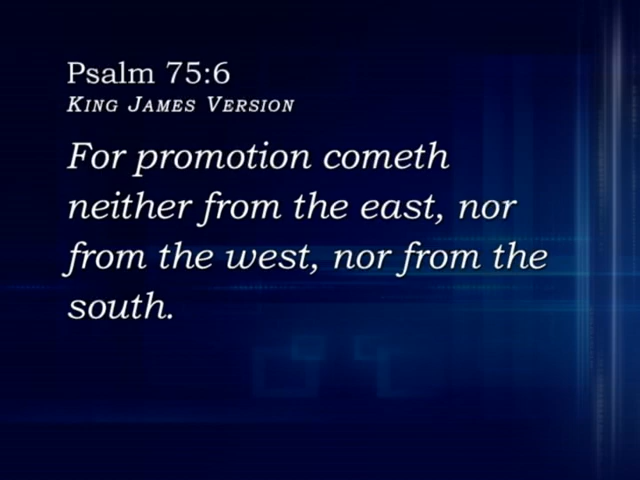 Psalm 75:6
King James Version
For promotion cometh
neither from the east, nor
from the west, nor from the
south.